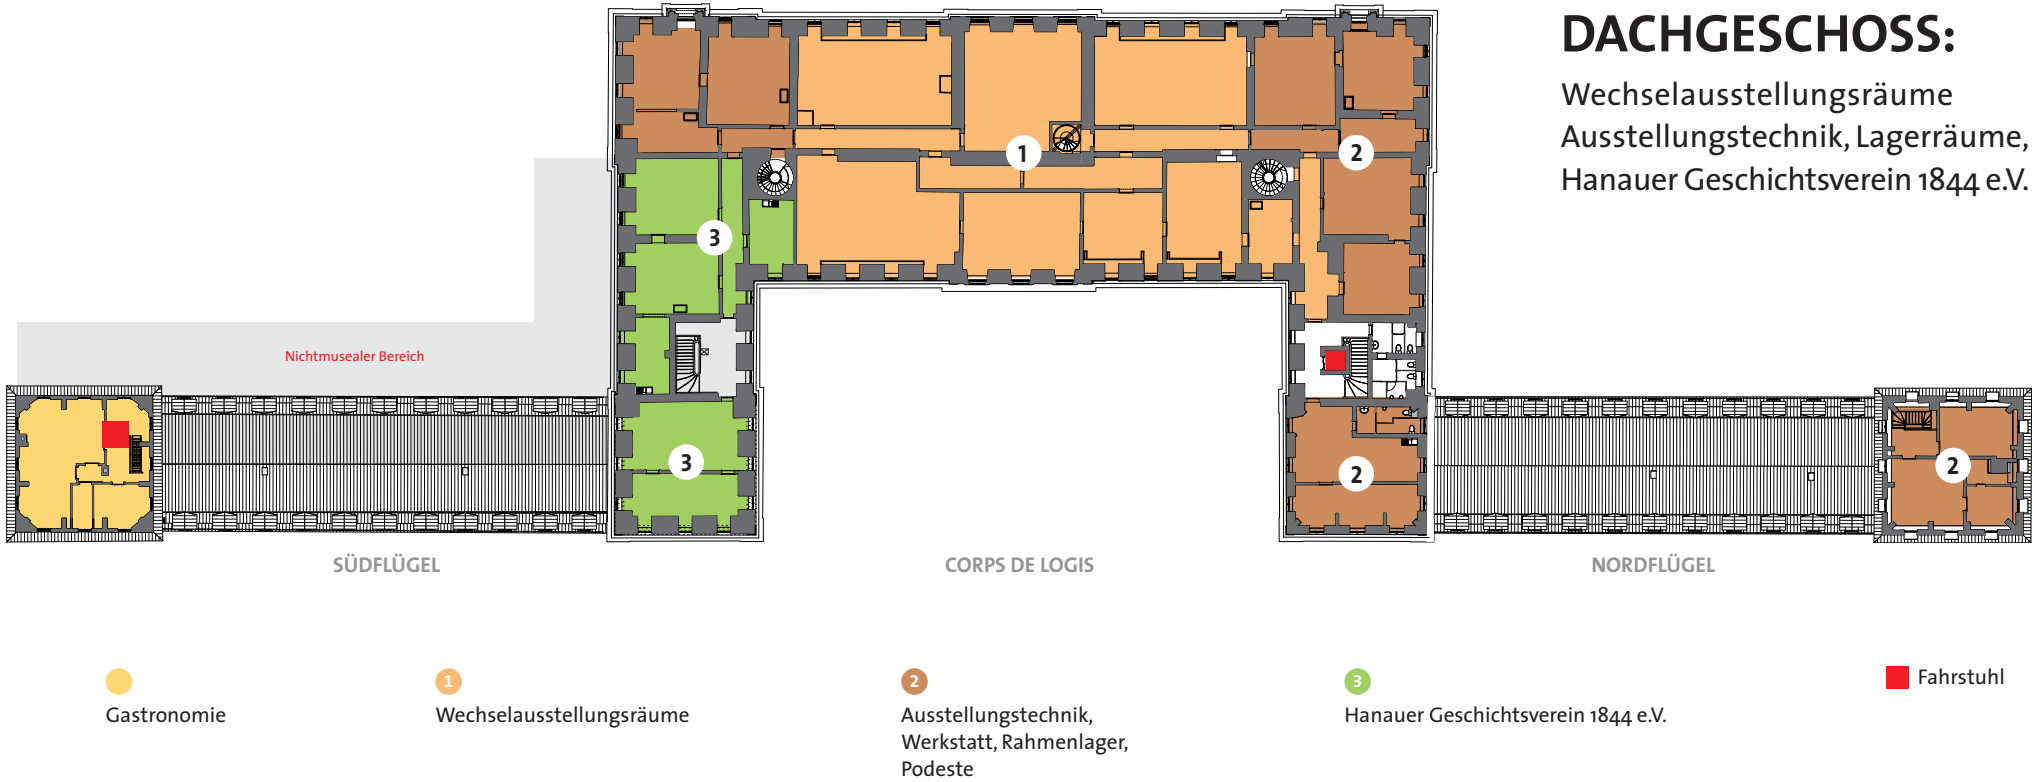 DACHGESCHOSS:
Wechselausstellungsräume
Ausstellungstechnik, Lagerräume,
Hanauer Geschichtsverein 1844 e.V.
1
2
3
Nichtmusealer Bereich
3
2
2
SÜDFLÜGEL
CORPS DE LOGIS
NORDFLÜGEL
Gastronomie
1
Wechselausstellungsräume
2
Ausstellungstechnik,
Werkstatt, Rahmenlager,
Podeste
3
Hanauer Geschichtsverein 1844 e.V.
Fahrstuhl